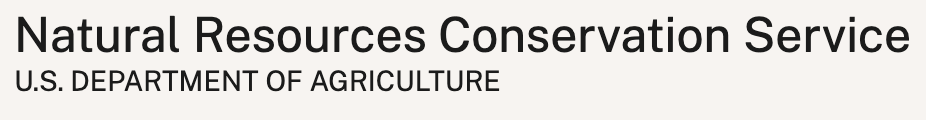 Natural Resources Conservation Service
U.S. DEPARTMENT OF AGRICULTURE